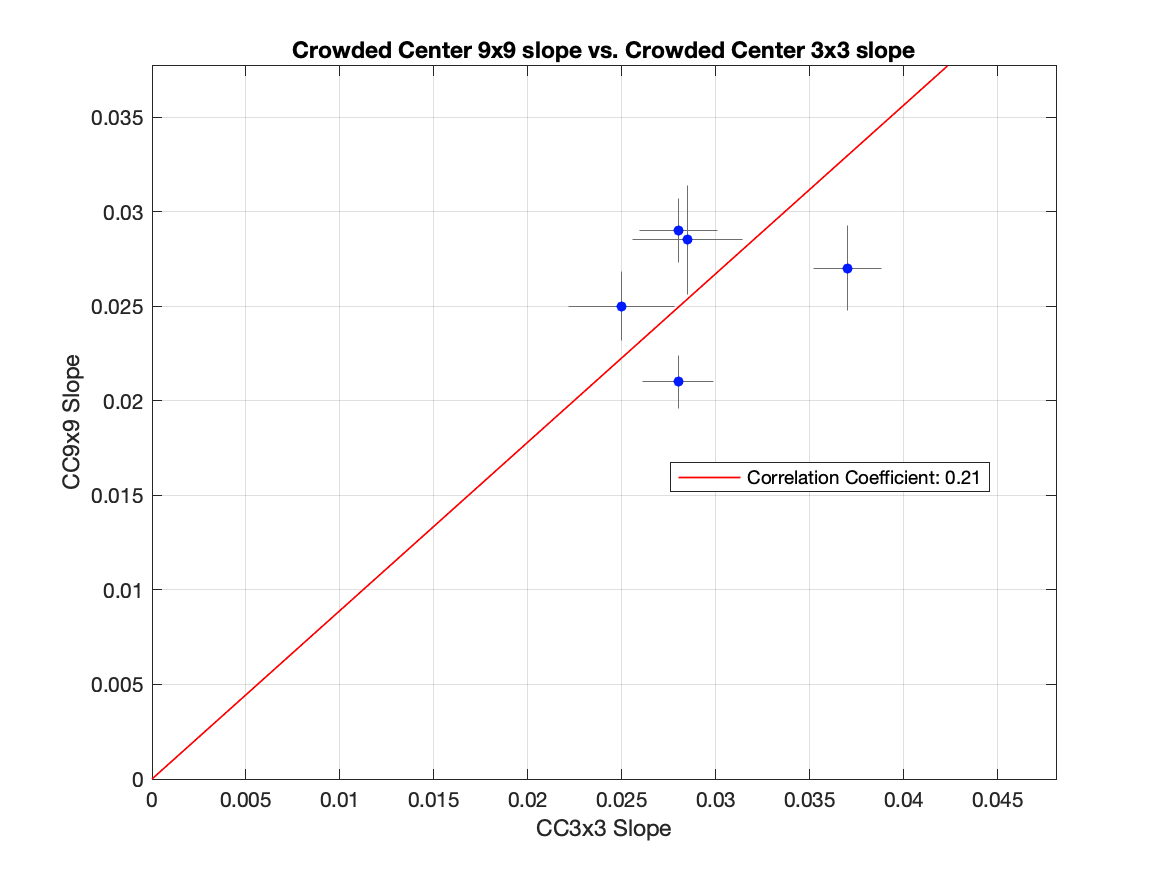 Crowded Center 9x9 slope vs. Crowded Center 3x3 slope
CC9x9 Slope
0.035
0.03
0.025
0.02
0.015
0.01
0.005
0
Correlation Coefficient: 0.21
0 0.005 0.01 0.015 0.02 0.025 0.03 0.035 0.04 0.045
CC3x3 Slope